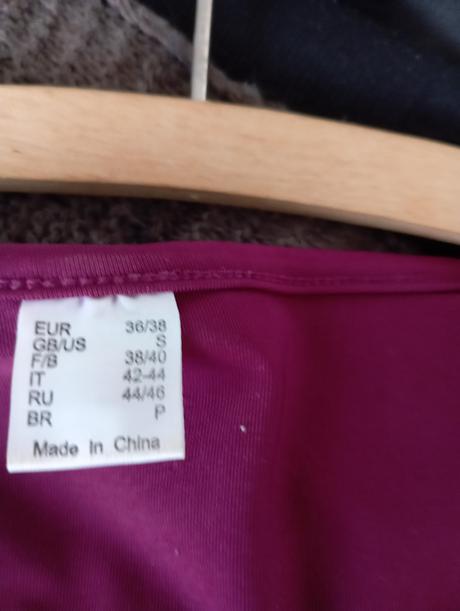 EUR 36/38
GB/US S
F/B 38/40
IT 42-44
RU 44/46
BR P
Made In China